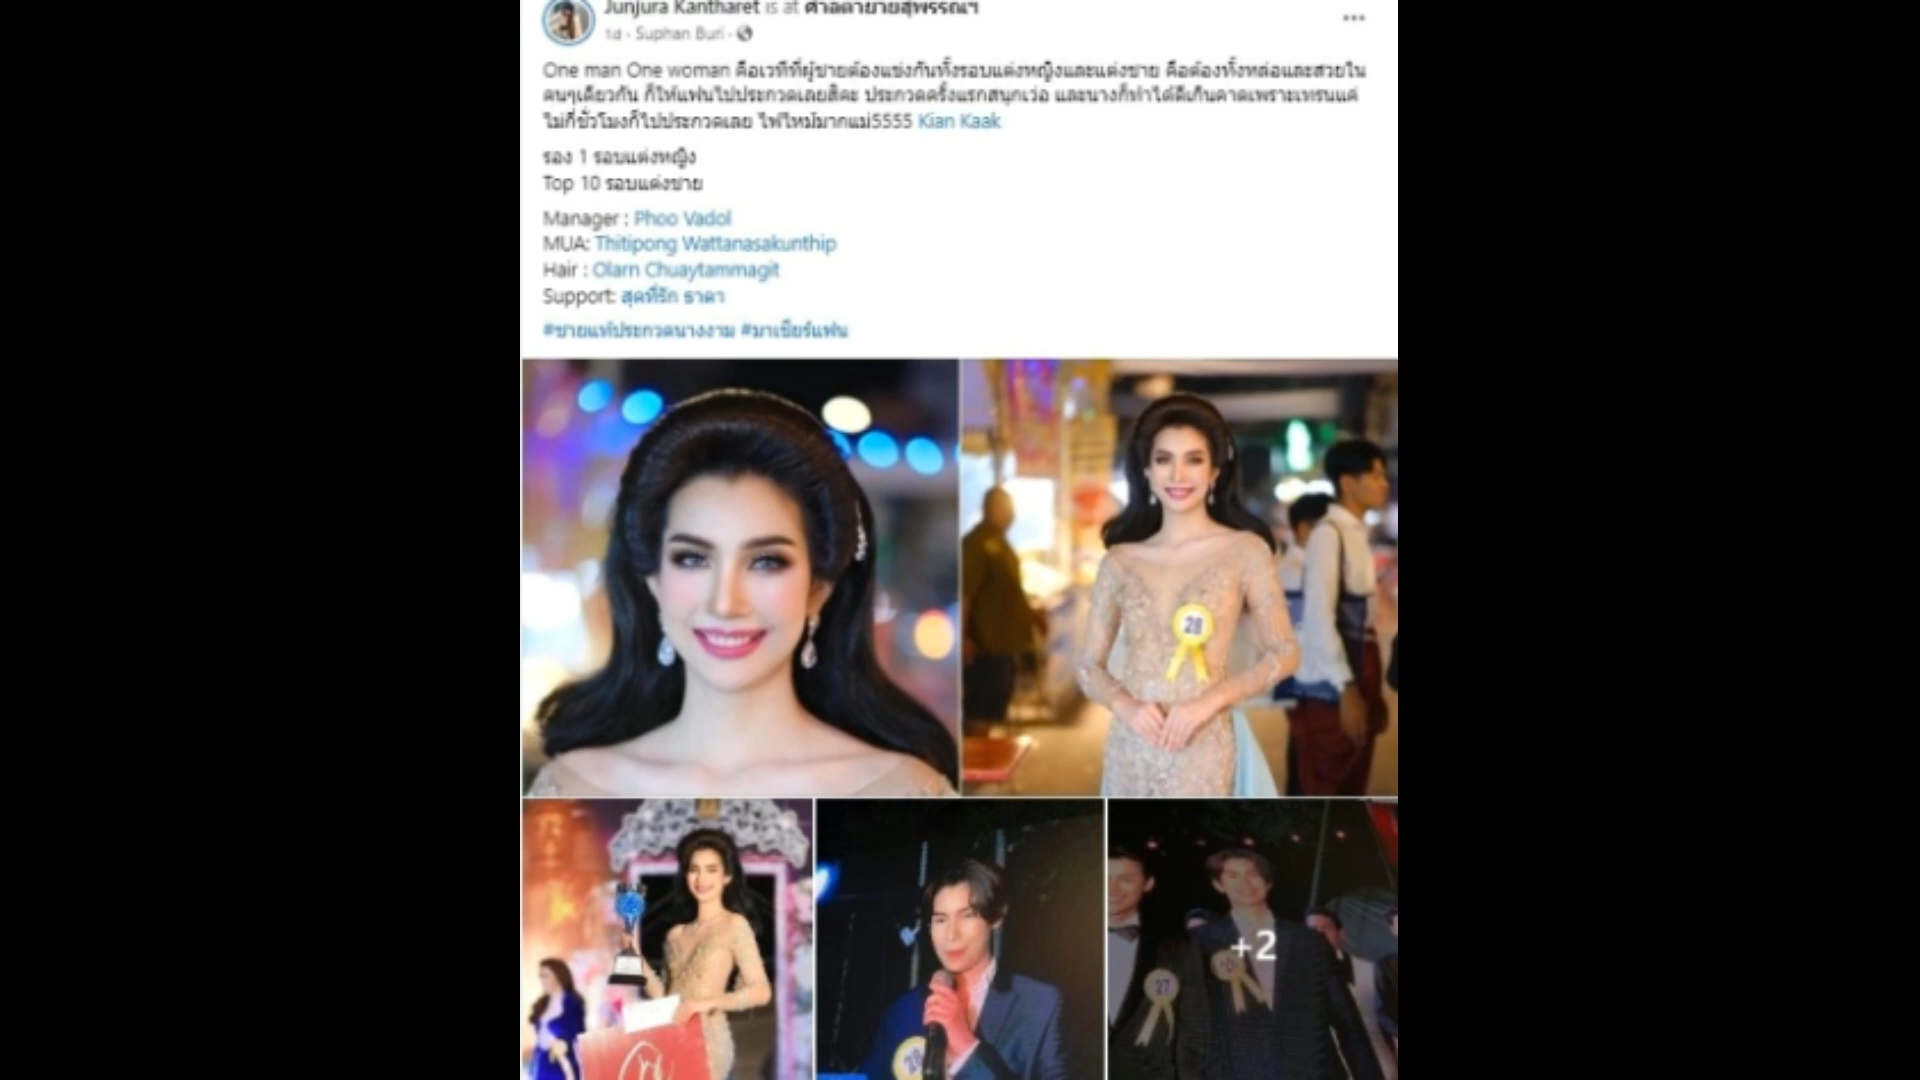 Junjura Kantharet is at ศาลตายายสุพรรณฯ
1d · Suphan Buri ·
One man One woman คือเวทีที่ผู้ชายต้องแข่งกันทั้งรอบแต่งหญิงและแต่งชาย คือต้องทั้งหล่อและสวยใน
คนๆเดียวกัน ก็ให้แฟนไปประกวดเลยสิคะ ประกวดครั้งแรกสนุกเว่อ และนางก็ทำได้ดีเกินคาดเพราะเทรนแค่
ไม่กี่ชั่วโมงก็ไปประกวดเลย ไฟไหม้มากแม่5555 Kian Kaak
รอง 1 รอบแต่งหญิง
Top 10 รอบแต่งชาย
Manager : Phoo Vadol
MUA: Thitipong Wattanasakunthip
Hair : Olarn Chuaytammagit
Support: สุดที่รัก ธาดา
#ชายแท้ประกวดนางงาม #มาเชียร์แฟน
28
28
27
+2